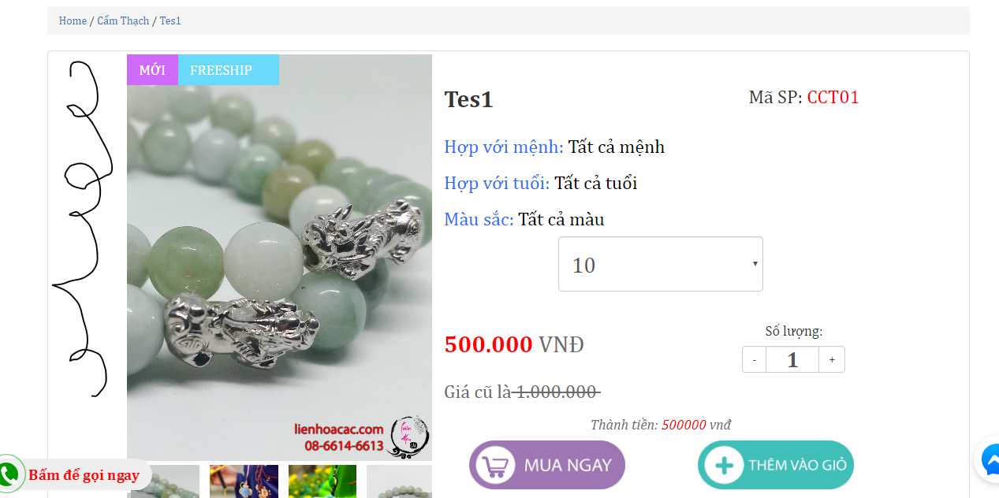 Home / Cẩm Thạch / Tes1
MỚI FREESHIP
Tes1
Mã SP: CCT01
Hợp với mệnh: Tất cả mệnh
Hợp với tuổi: Tất cả tuổi
Màu sắc: Tất cả màu
10
500.000 VNĐ
Số lượng:
- 1 +
Giá cũ là 1.000.000
Thành tiền: 500000 vnđ
MUA NGAY
THÊM VÀO GIỎ
lienhoacac.com
08-6614-6613
Bấm để gọi ngay